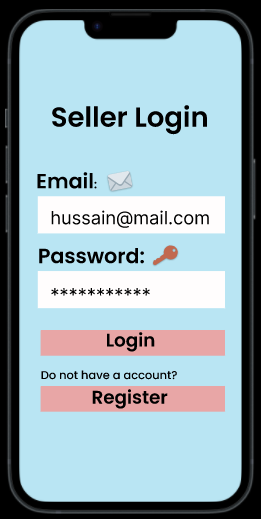 Seller Login
Email:
hussain@mail.com
Password:
***********
Login
Do not have a account?
Register